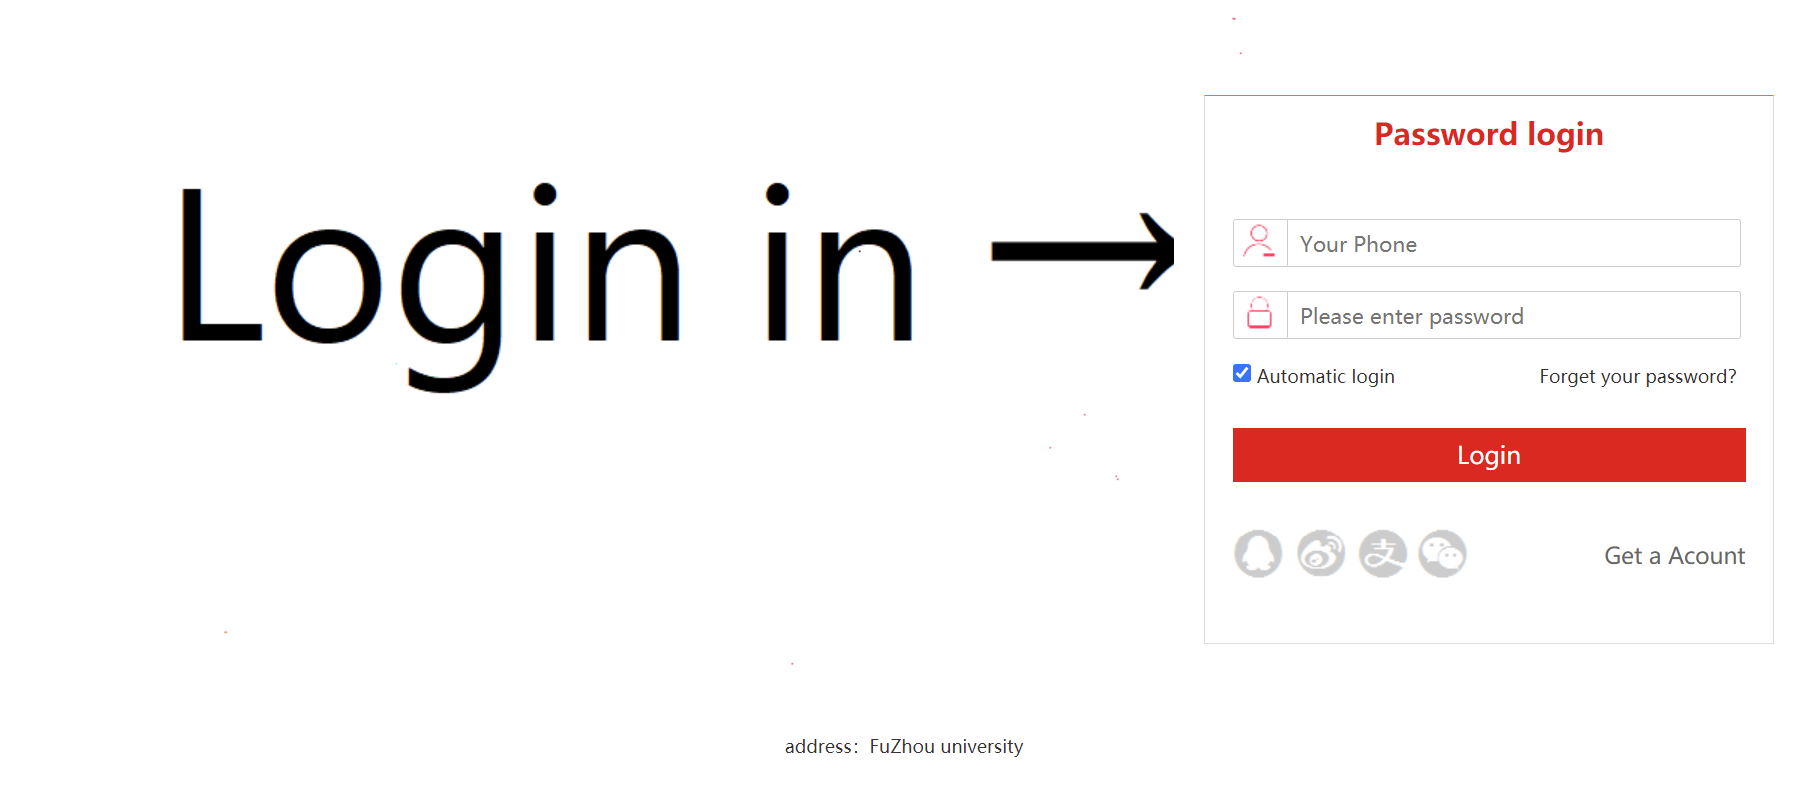 Login in →
Password login
Your Phone
Please enter password
Automatic login
Forget your password?
Login
支
Get a Acount
address：FuZhou university